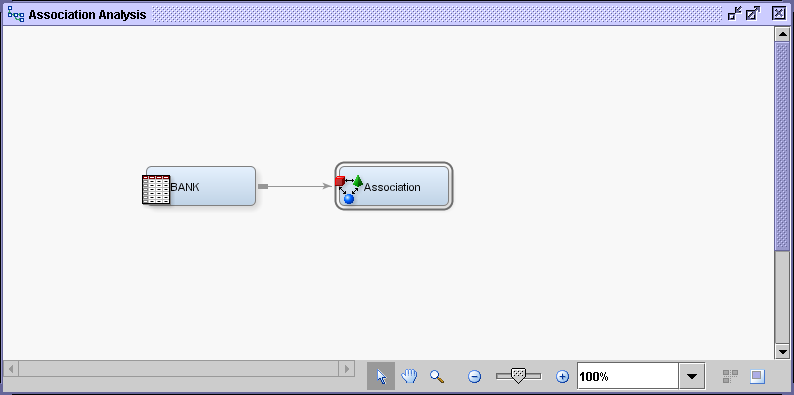 Association Analysis
BANK
Association
100%